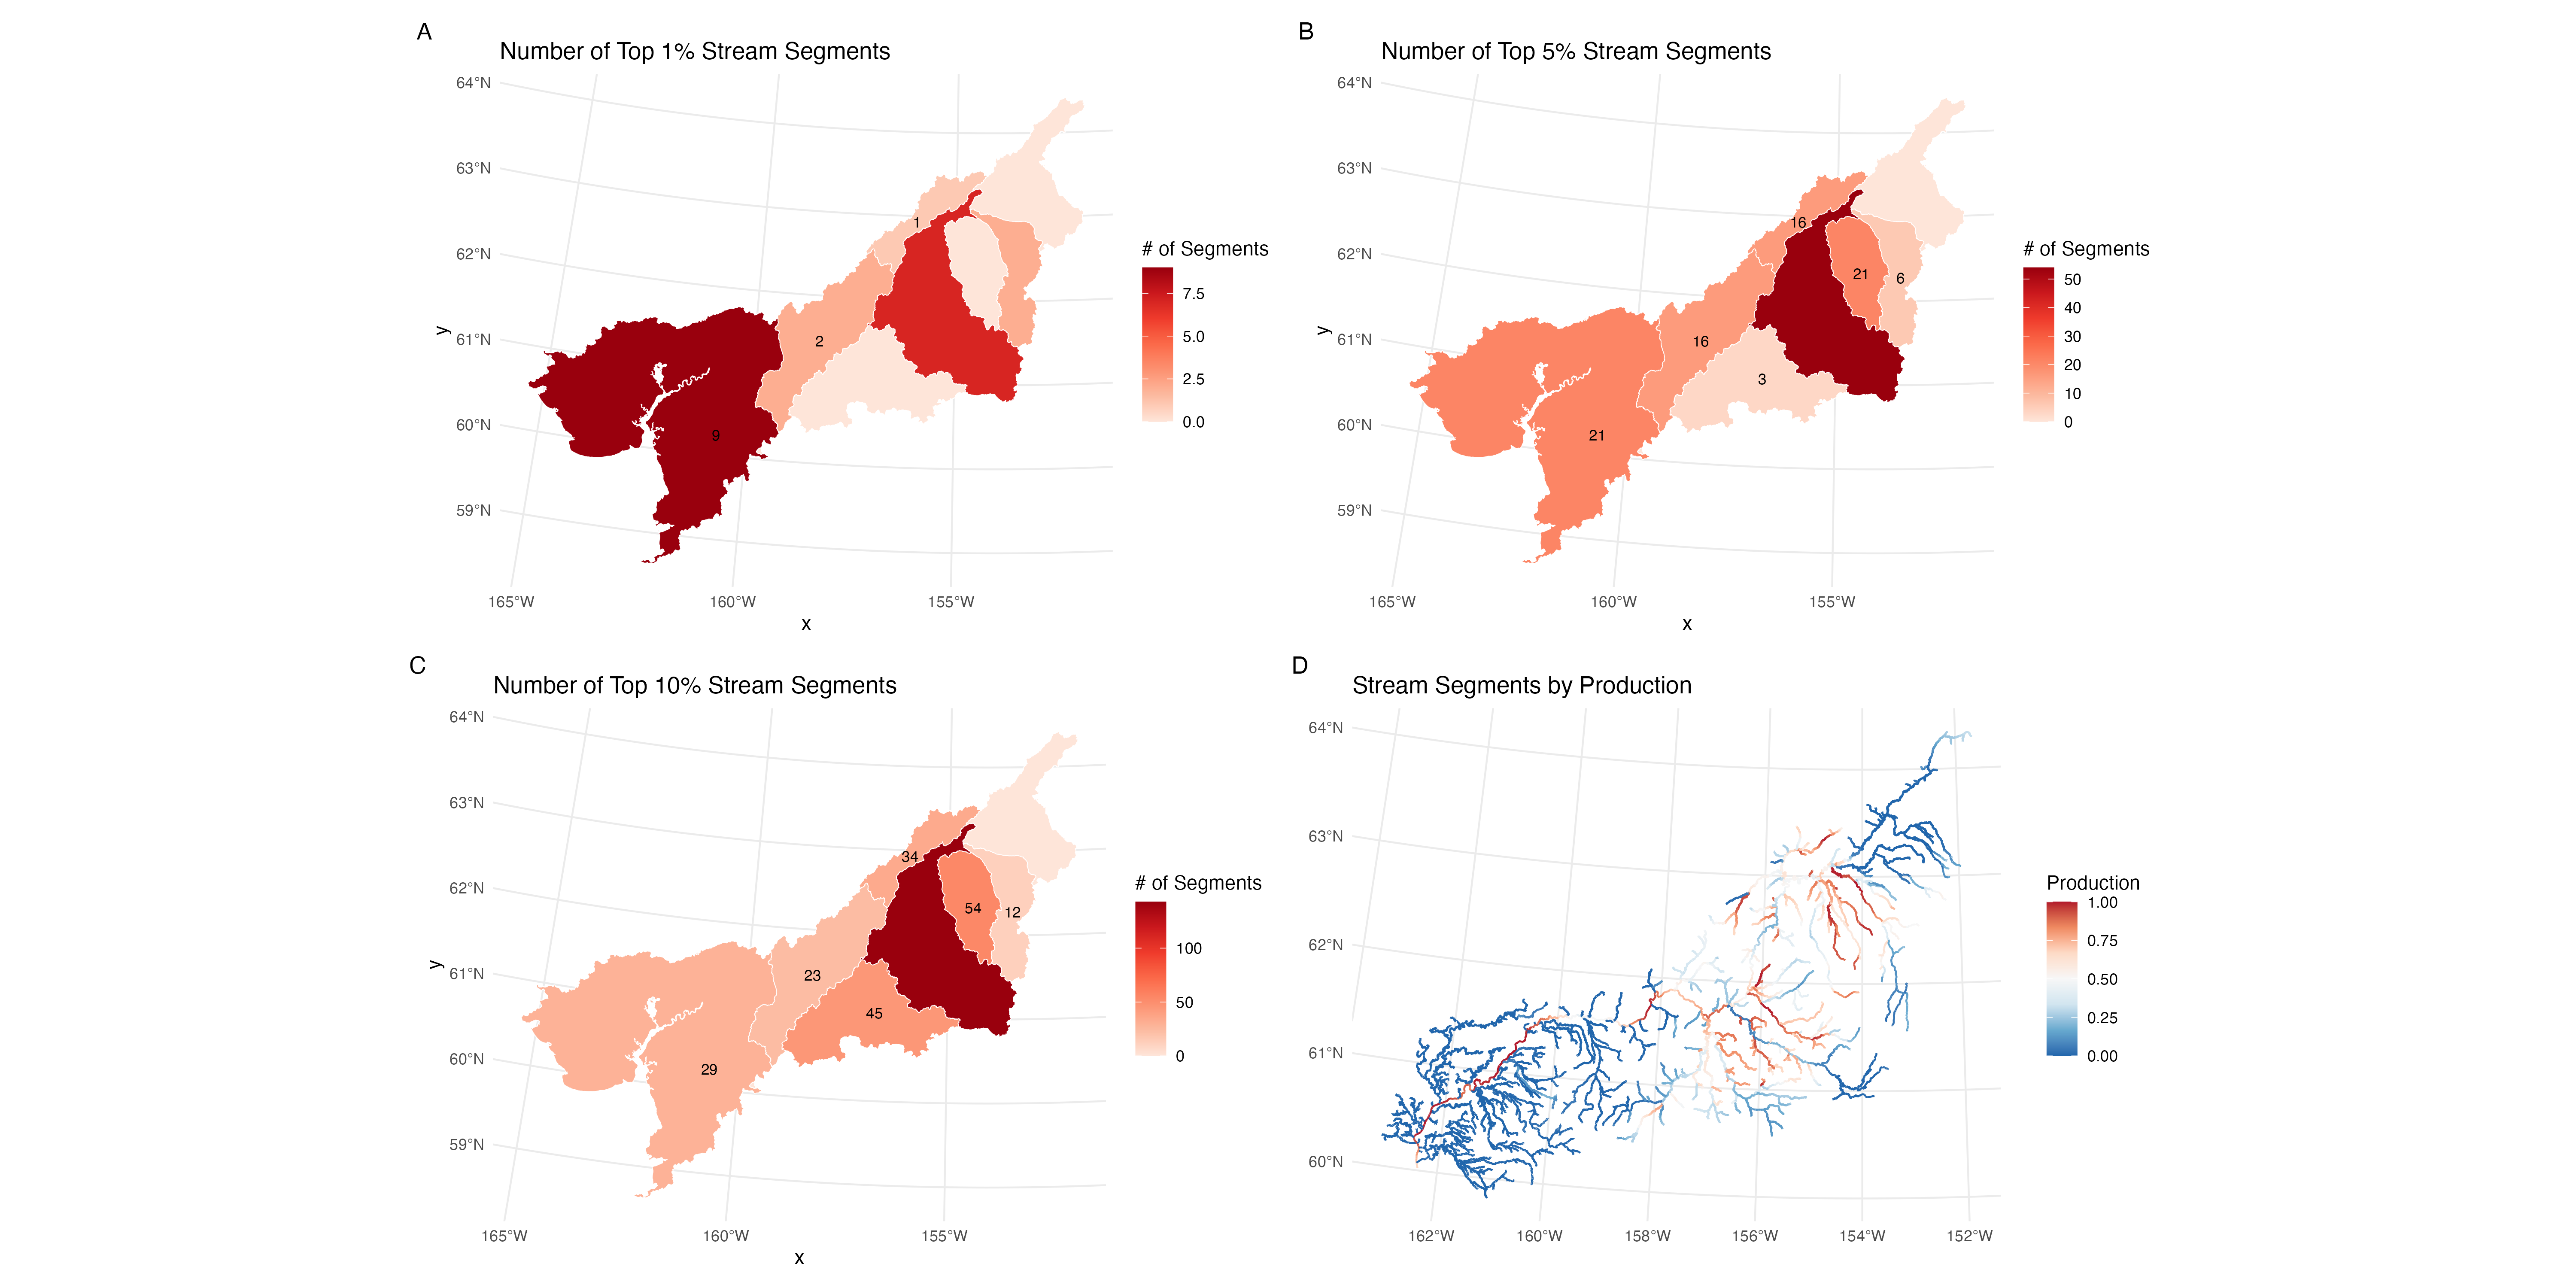 A
Number of Top 1% Stream Segments
64°N
63°N
62°N
61°N
60°N
59°N
y
1
2
9
165°W
160°W
155°W
x
# of Segments
7.5
5.0
2.5
0.0
B
Number of Top 5% Stream Segments
64°N
63°N
62°N
61°N
60°N
59°N
y
16
21
6
16
3
21
165°W
160°W
155°W
x
# of Segments
50
40
30
20
10
0
C
Number of Top 10% Stream Segments
64°N
63°N
62°N
61°N
60°N
59°N
y
34
54
12
23
45
29
165°W
160°W
155°W
x
# of Segments
100
50
0
D
Stream Segments by Production
64°N
63°N
62°N
61°N
60°N
162°W
160°W
158°W
156°W
154°W
152°W
Production
1.00
0.75
0.50
0.25
0.00